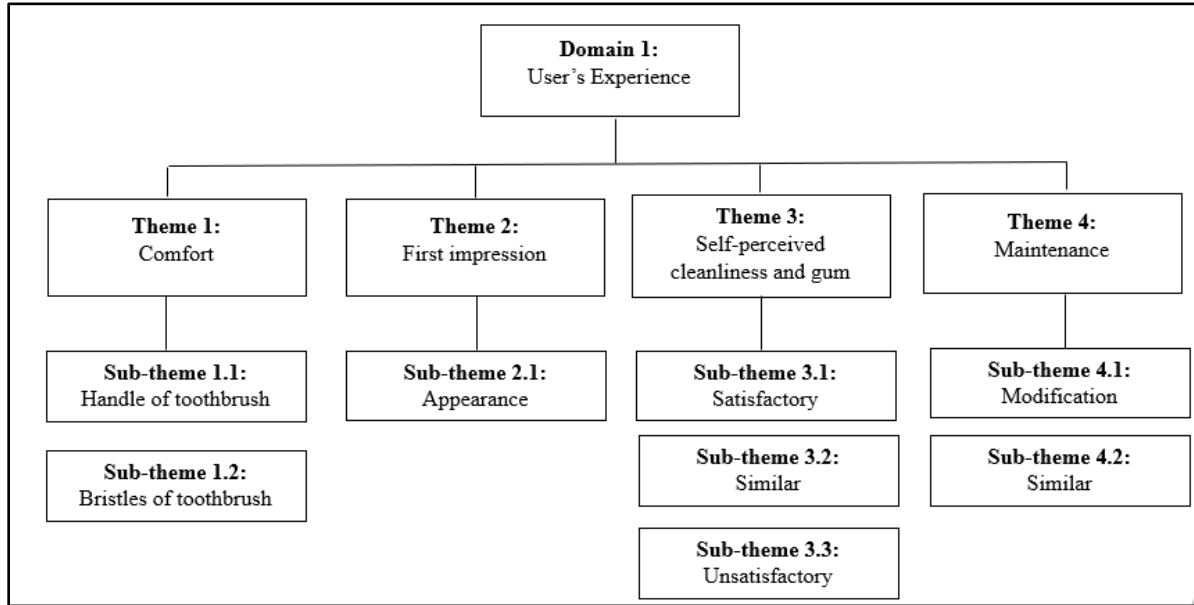 Domain 1:
User’s Experience
Theme 1:
Comfort
Theme 2:
First impression
Theme 3:
Self-perceived
cleanliness and gum
Theme 4:
Maintenance
Sub-theme 1.1:
Handle of toothbrush
Sub-theme 2.1:
Appearance
Sub-theme 3.1:
Satisfactory
Sub-theme 4.1:
Modification
Sub-theme 1.2:
Bristles of toothbrush
Sub-theme 3.2:
Similar
Sub-theme 4.2:
Similar
Sub-theme 3.3:
Unsatisfactory